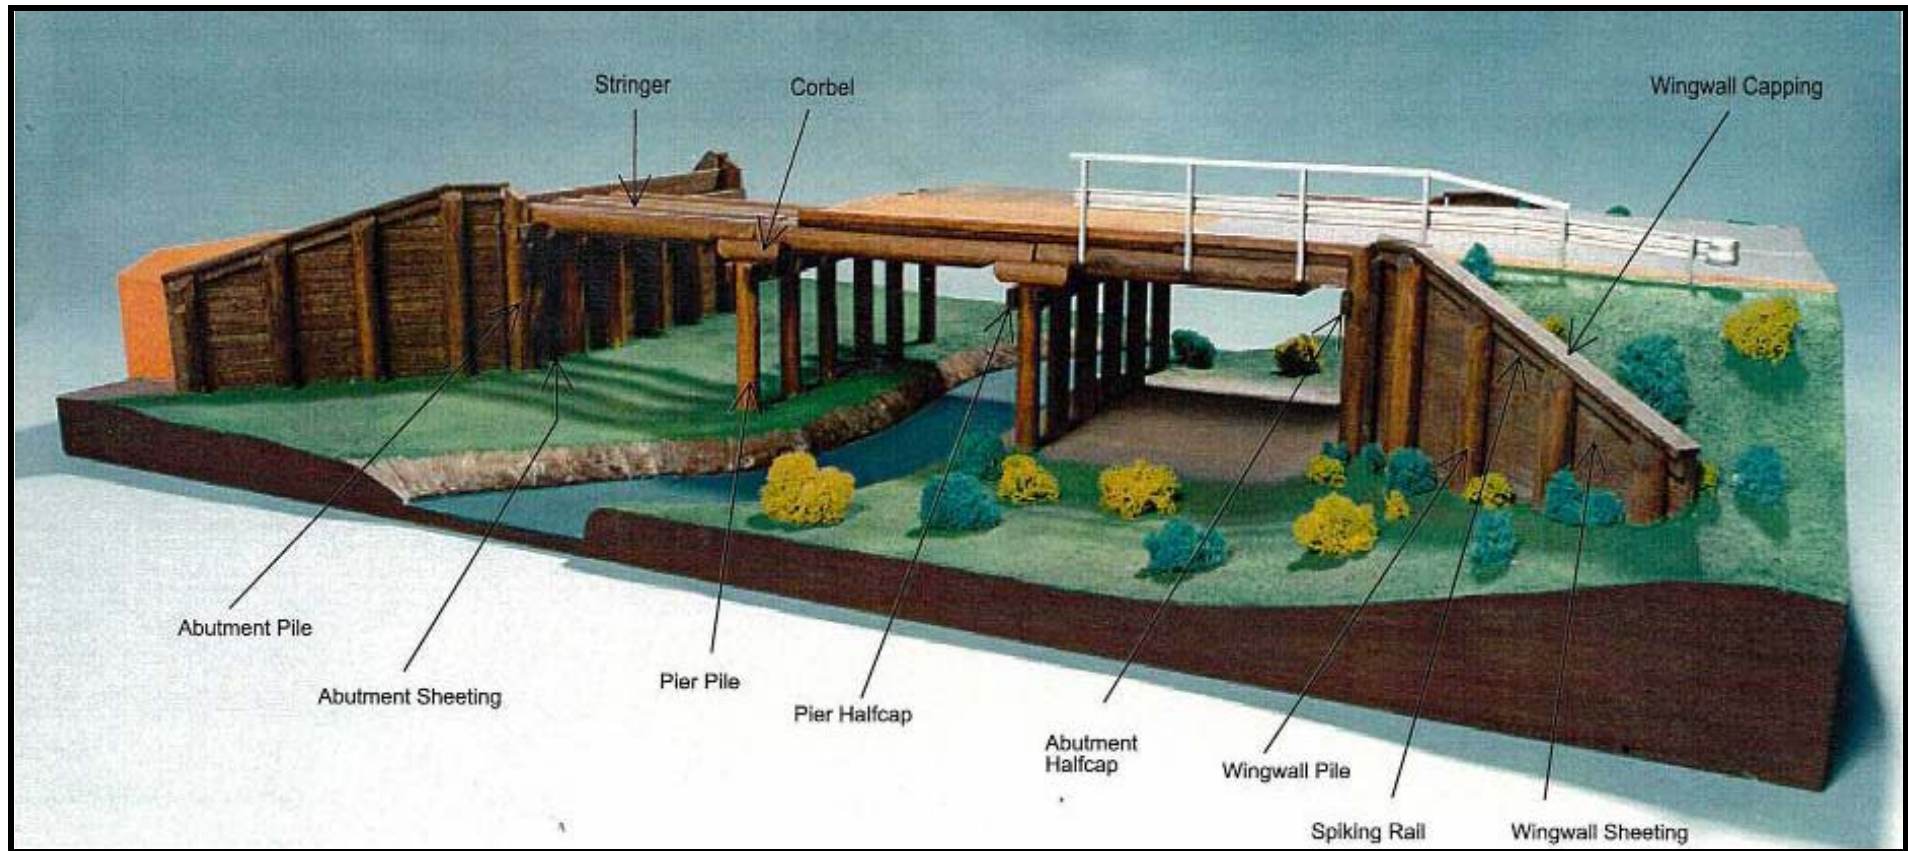 Stringer
Corbel
Wingwall Capping
Abutment Pile
Abutment Sheeting
Pier Pile
Pier Halfcap
Abutment
Halfcap
Wingwall Pile
Spiking Rail
Wingwall Sheeting